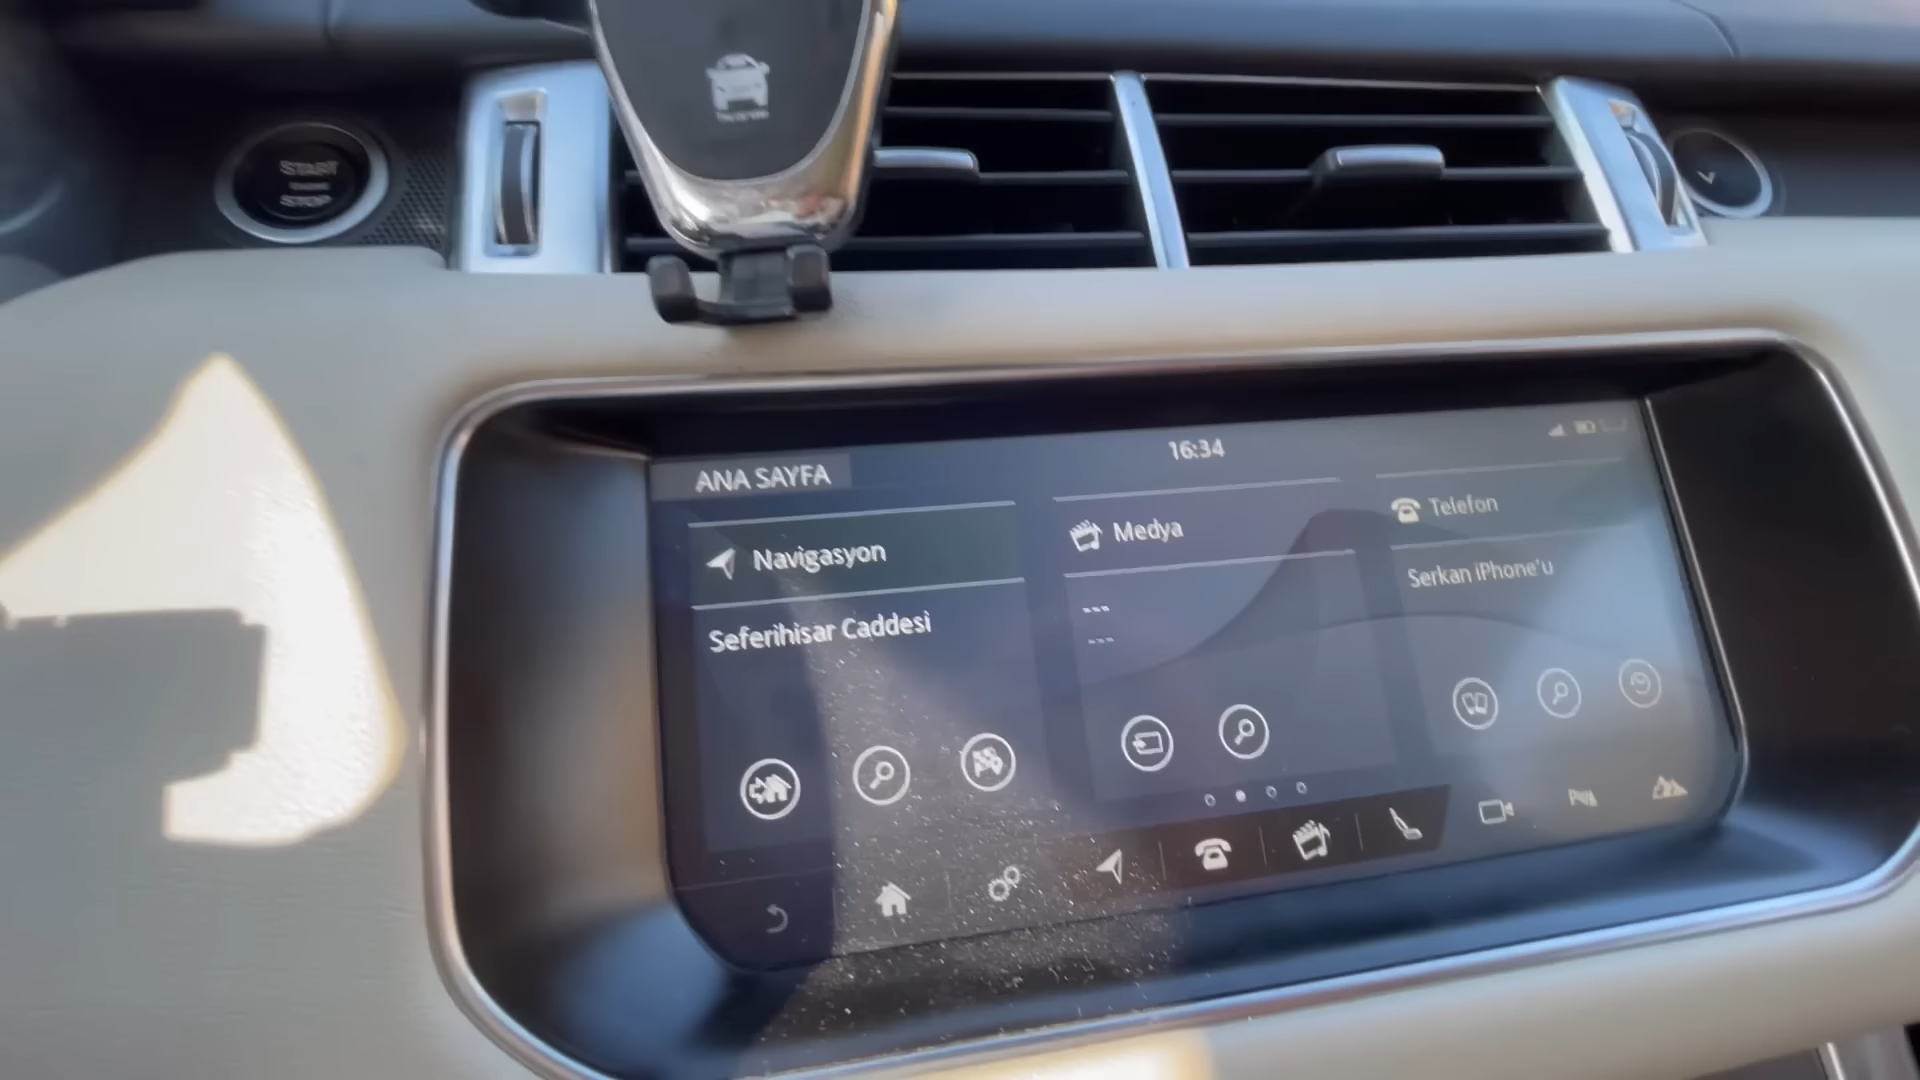 START
STOP
16:34
ANA SAYFA
Navigasyon
Seferihisar Caddesi
Medya
---
---
Telefon
Serkan iPhone'u